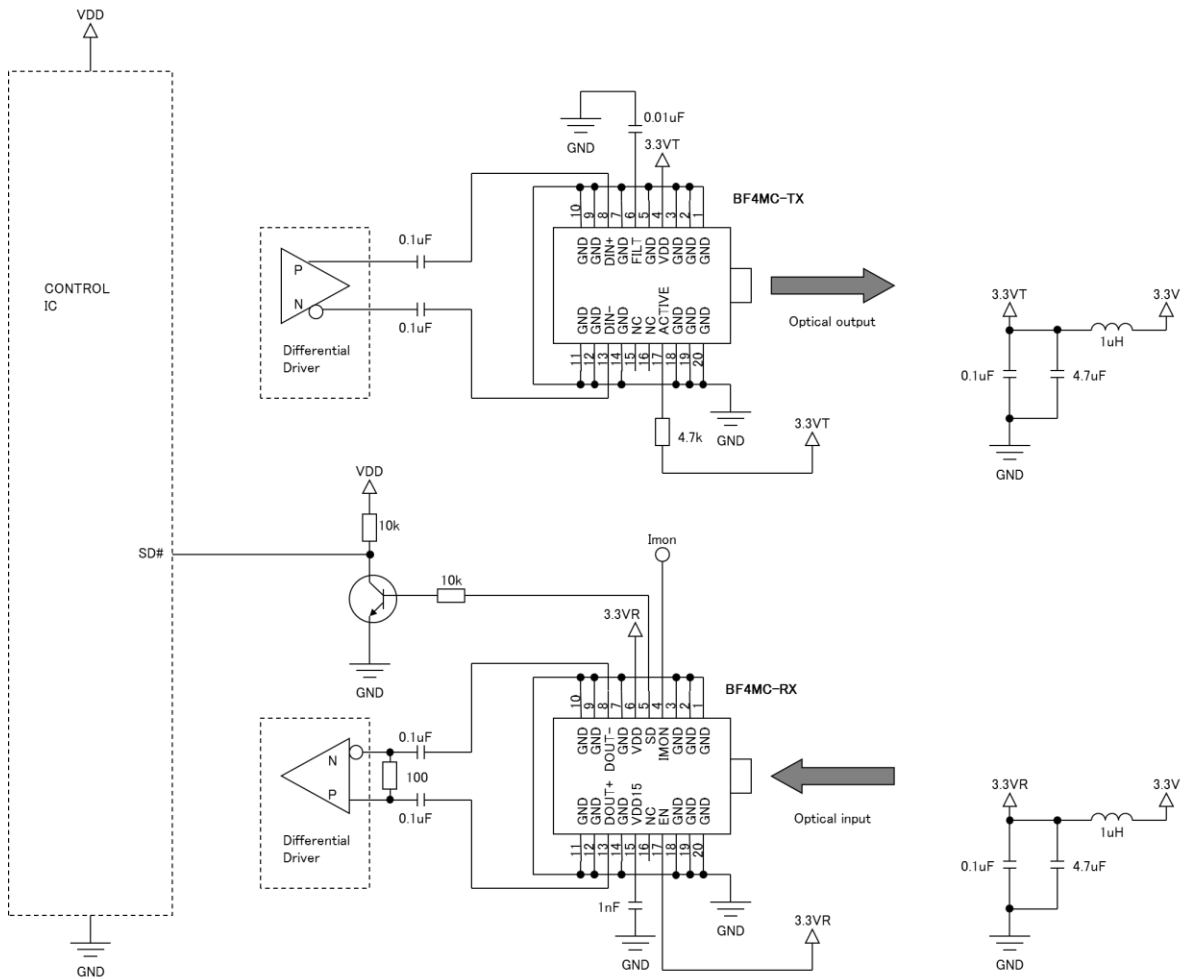 VDD
CONTROL
IC
SD#
GND
0.01uF
GND
3.3VT
BF4MC-TX
10 9 8 7 6 5 4 3 2 1
GND GND DIN+ GND FILT GND VDD GND GND GND
GND GND DIN- GND NC NC ACTIVE GND GND GND
11 12 13 14 15 16 17 18 19 20
0.1uF
P
N
0.1uF
Differential
Driver
Optical output
GND
4.7k
3.3VT
3.3VT
3.3V
1uH
0.1uF
4.7uF
GND
VDD
10k
10k
GND
Imon
3.3VR
BF4MC-RX
10 9 8 7 6 5 4 3 2 1
GND GND DOUT- GND VDD SD IMON GND GND GND
GND GND DOUT+ GND VDD15 NC EN GND GND GND
11 12 13 14 15 16 17 18 19 20
0.1uF
N
100
P
0.1uF
Differential
Driver
Optical input
1nF
GND
GND
3.3VR
3.3VR
3.3V
1uH
0.1uF
4.7uF
GND